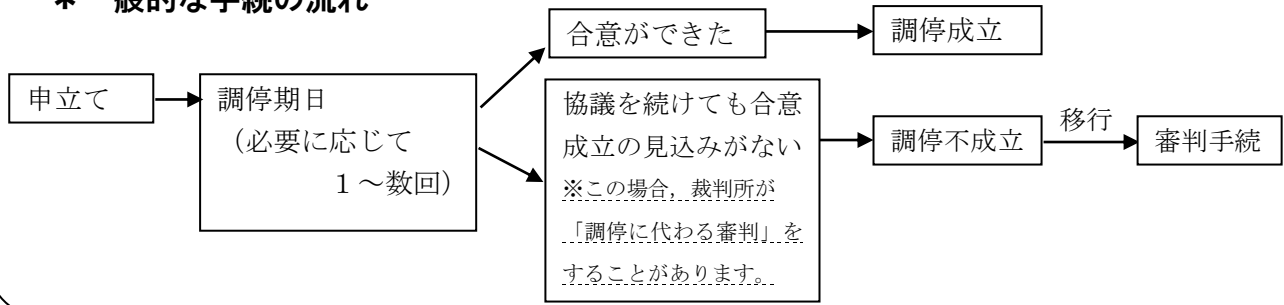 ＊ 一般的な手続の流れ
申立て
調停期日
（必要に応じて
１～数回）
合意ができた
調停成立
協議を続けても合意
成立の見込みがない
※この場合，裁判所が
「調停に代わる審判」を
することがあります。
調停不成立
移行
審判手続